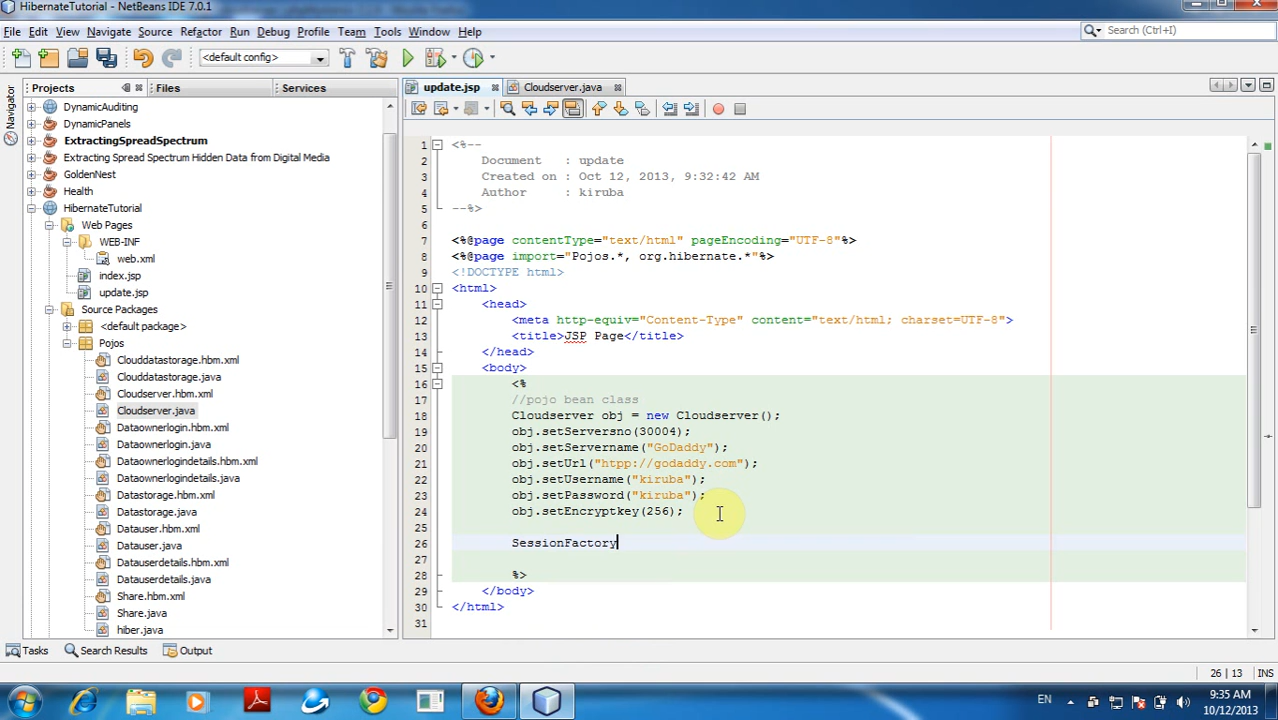 HibernateTutorial - NetBeans IDE 7.0.1
File Edit View Navigate Source Refactor Run Debug Profile Team Tools Window Help
Search (Ctrl+I)
<default config>
Projects Files Services
update.jsp Cloudserver.java
Navigator
DynamicAuditing
DynamicPanels
ExtractingSpreadSpectrum
Extracting Spread Spectrum Hidden Data from Digital Media
GoldenNest
Health
HibernateTutorial
Web Pages
WEB-INF
web.xml
index.jsp
update.jsp
Source Packages
<default package>
Pojos
Clouddatastorage.hbm.xml
Clouddatastorage.java
Cloudserver.hbm.xml
Cloudserver.java
Dataownerlogin.hbm.xml
Dataownerlogin.java
Dataownerlogindetails.hbm.xml
Dataownerlogindetails.java
Datastorage.hbm.xml
Datastorage.java
Datauser.hbm.xml
Datauser.java
Datauserdetails.hbm.xml
Datauserdetails.java
Share.hbm.xml
Share.java
hiber.java
1 <%--
2 Document : update
3 Created on : Oct 12, 2013, 9:32:42 AM
4 Author : kiruba
5 --%>
6
7 <%@page contentType="text/html" pageEncoding="UTF-8"%>
8 <%@page import="Pojos.*, org.hibernate.*"%>
9 <!DOCTYPE html>
10 <html>
11 <head>
12 <meta http-equiv="Content-Type" content="text/html; charset=UTF-8">
13 <title>JSP Page</title>
14 </head>
15 <body>
16 <%
17 //pojo bean class
18 Cloudserver obj = new Cloudserver();
19 obj.setServersno(30004);
20 obj.setServername("GoDaddy");
21 obj.setUrl("htpp://godaddy.com");
22 obj.setUsername("kiruba");
23 obj.setPassword("kiruba");
24 obj.setEncryptkey(256);
25
26 SessionFactory
27
28 %>
29 </body>
30 </html>
31
Tasks Search Results Output
26 | 13 INS
EN
9:35 AM
10/12/2013